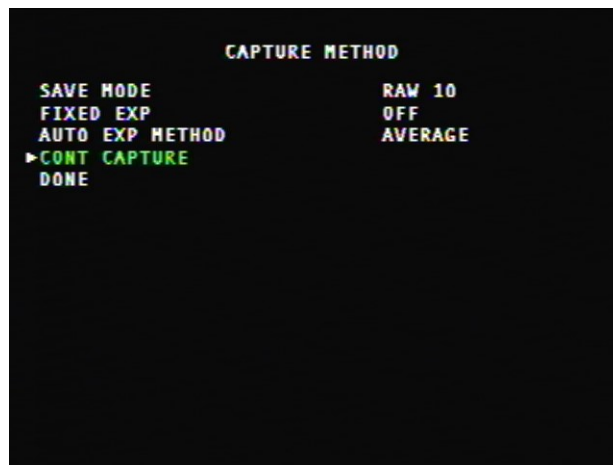 CAPTURE METHOD
SAVE MODE RAW 10
FIXED EXP OFF
AUTO EXP METHOD AVERAGE
►CONT CAPTURE
DONE